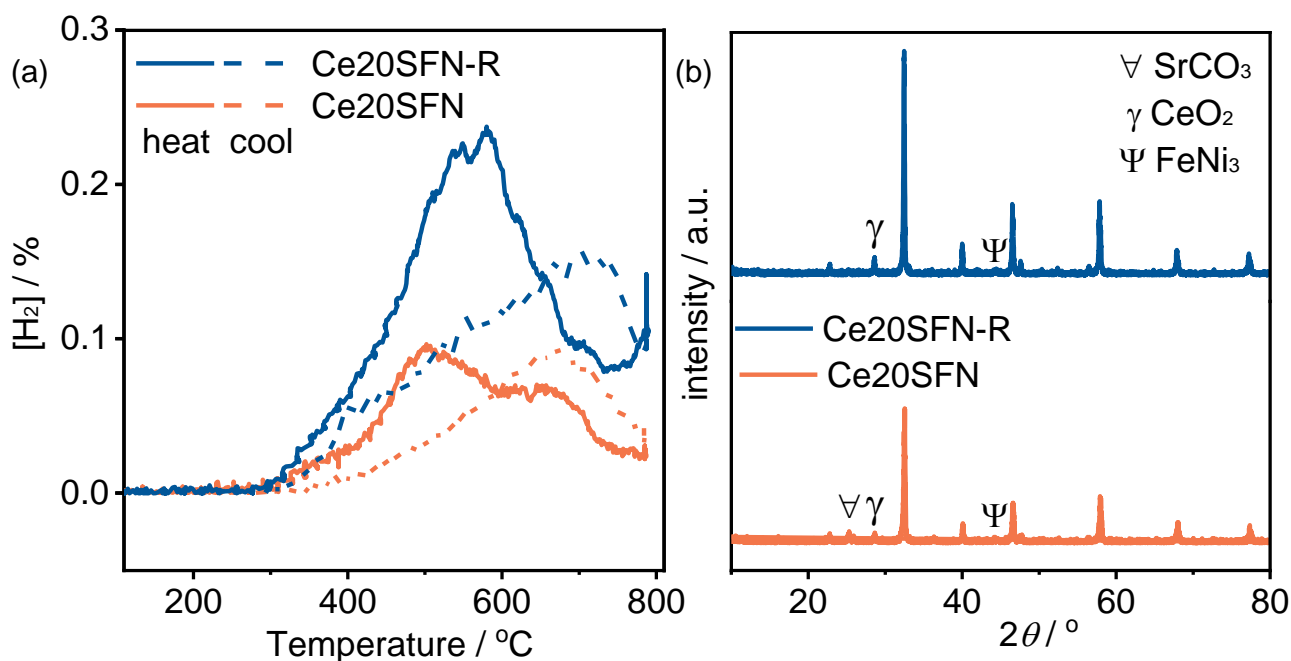 (a)
0.3
0.2
0.1
0.0
[H₂] / %
Ce20SFN-R
Ce20SFN
heat cool
200 400 600 800
Temperature / °C
(b)
∀ SrCO₃
γ CeO₂
Ψ FeNi₃
γ Ψ
Ce20SFN-R
Ce20SFN
∀ γ Ψ
intensity / a.u.
20 40 60 80
2θ / °